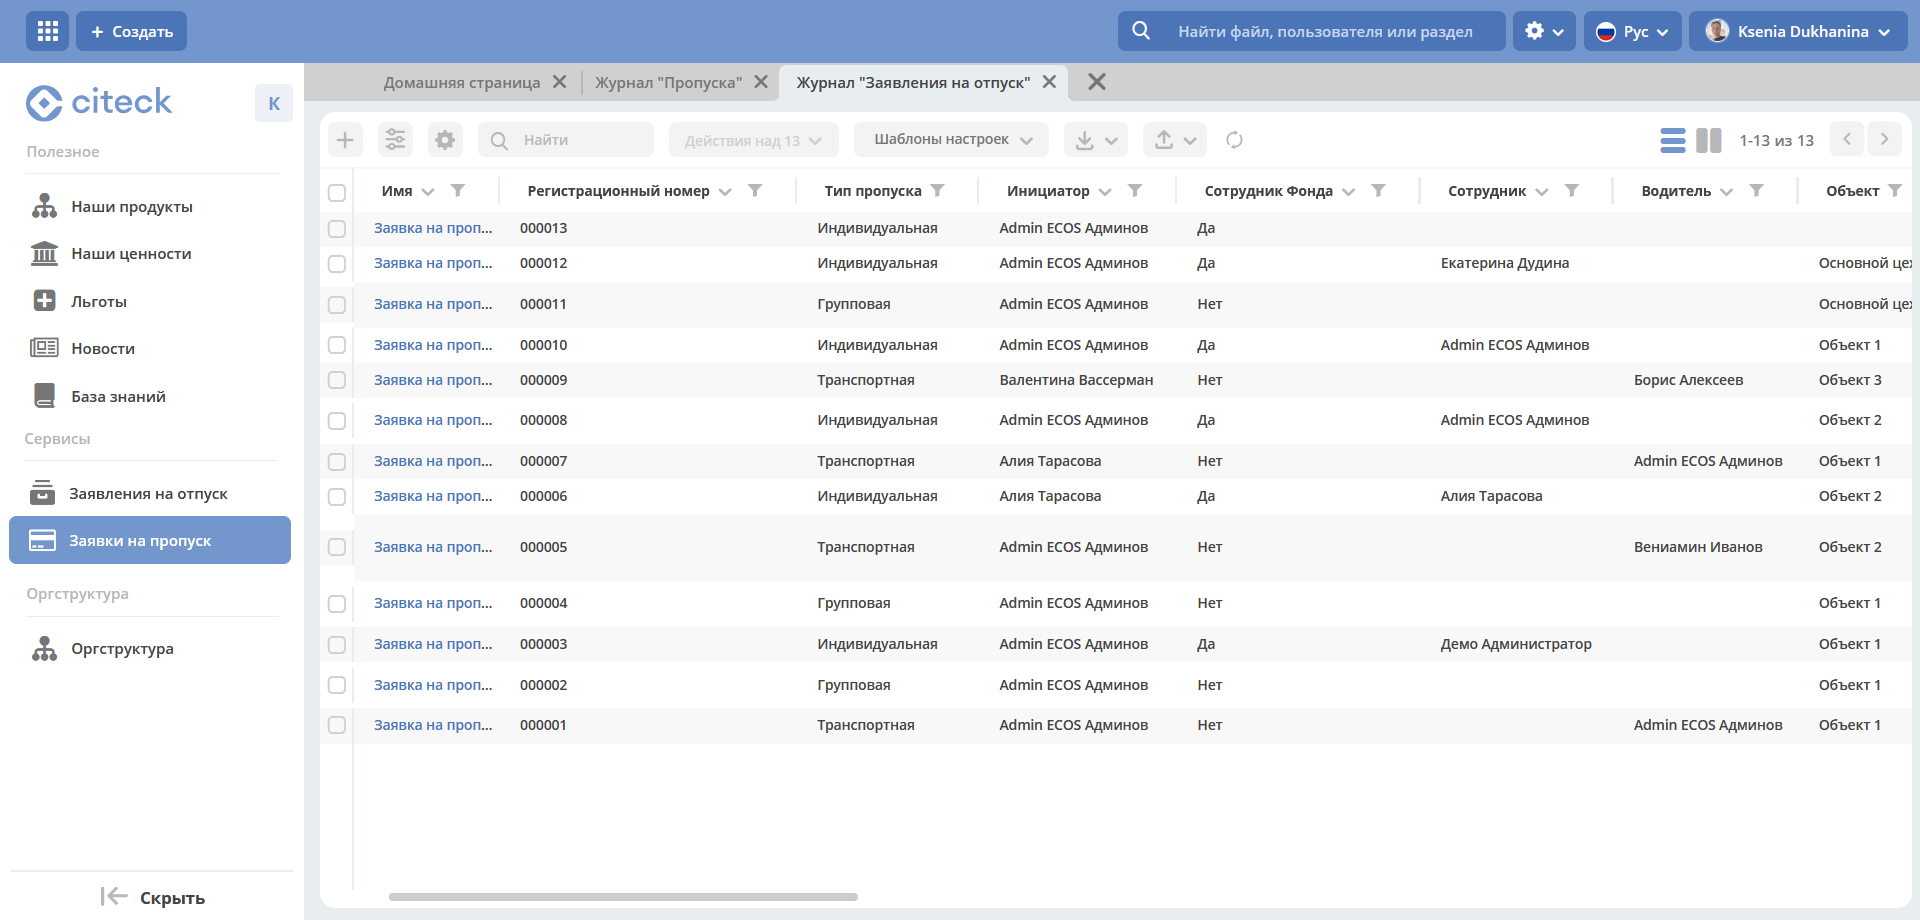 + Создать
Найти файл, пользователя или раздел
Рус
Ksenia Dukhanina
citeck
K
Полезное
Наши продукты
Наши ценности
Льготы
Новости
База знаний
Сервисы
Заявления на отпуск
Заявки на пропуск
Оргструктура
Оргструктура
Скрыть
Домашняя страница
Журнал "Пропуска"
Журнал "Заявления на отпуск"
Найти
Действия над 13
Шаблоны настроек
1-13 из 13
Имя Регистрационный номер Тип пропуска Инициатор Сотрудник Фонда Сотрудник Водитель Объект
Заявка на проп... 000013 Индивидуальная Admin ECOS Админов Да
Заявка на проп... 000012 Индивидуальная Admin ECOS Админов Да Екатерина Дудина Основной цех
Заявка на проп... 000011 Групповая Admin ECOS Админов Нет Основной цех
Заявка на проп... 000010 Индивидуальная Admin ECOS Админов Да Admin ECOS Админов Объект 1
Заявка на проп... 000009 Транспортная Валентина Вассерман Нет Борис Алексеев Объект 3
Заявка на проп... 000008 Индивидуальная Admin ECOS Админов Да Admin ECOS Админов Объект 2
Заявка на проп... 000007 Транспортная Алия Тарасова Нет Admin ECOS Админов Объект 1
Заявка на проп... 000006 Индивидуальная Алия Тарасова Да Алия Тарасова Объект 2
Заявка на проп... 000005 Транспортная Admin ECOS Админов Нет Вениамин Иванов Объект 2
Заявка на проп... 000004 Групповая Admin ECOS Админов Нет Объект 1
Заявка на проп... 000003 Индивидуальная Admin ECOS Админов Да Демо Администратор Объект 1
Заявка на проп... 000002 Групповая Admin ECOS Админов Нет Объект 1
Заявка на проп... 000001 Транспортная Admin ECOS Админов Нет Admin ECOS Админов Объект 1